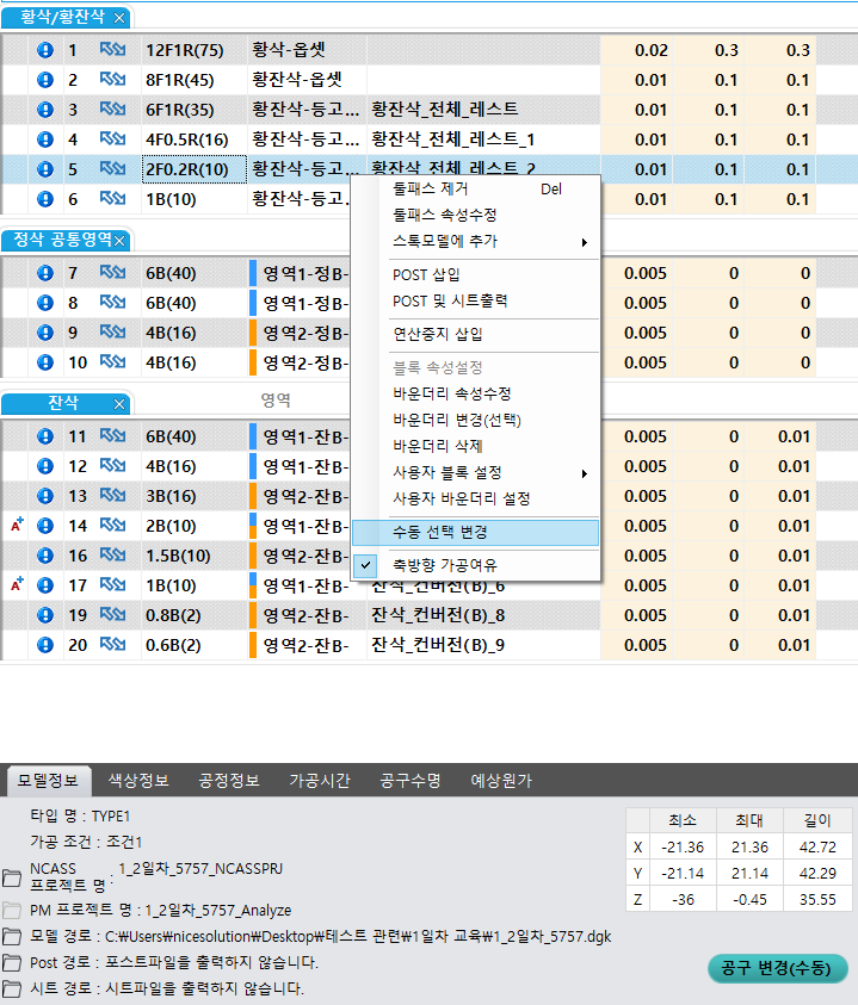 황삭/황잔삭 ×
1 12F1R(75) 황삭-옵셋 0.02 0.3 0.3
2 8F1R(45) 황잔삭-옵셋 0.01 0.1 0.1
3 6F1R(35) 황잔삭-등고... 황잔삭_전체_레스트 0.01 0.1 0.1
4 4F0.5R(16) 황잔삭-등고... 황잔삭_전체_레스트_1 0.01 0.1 0.1
5 2F0.2R(10) 황잔삭-등고... 황잔삭_전체_레스트_2 0.01 0.1 0.1
6 1B(10) 황잔삭-등고. 0.01 0.1 0.1
툴패스 제거 Del
툴패스 속성수정
스톡모델에 추가
POST 삽입
POST 및 시트출력
연산중지 삽입
블록 속성설정
바운더리 속성수정
바운더리 변경(선택)
바운더리 삭제
사용자 블록 설정
사용자 바운더리 설정
수동 선택 변경
축방향 가공여유
정삭 공통영역×
7 6B(40) 영역1-정B- 0.005 0 0
8 6B(40) 영역1-정B- 0.005 0 0
9 4B(16) 영역2-정B- 0.005 0 0
10 4B(16) 영역2-정B- 0.005 0 0
잔삭 × 영역
11 6B(40) 영역1-잔B- 0.005 0 0.01
12 4B(16) 영역1-잔B- 0.005 0 0.01
13 3B(16) 영역2-잔B- 0.005 0 0.01
A+ 14 2B(10) 영역1-잔B- 0.005 0 0.01
16 1.5B(10) 영역2-잔B- 0.005 0 0.01
A+ 17 1B(10) 영역1-잔B- 잔삭_컨버전(B)_6 0.005 0 0.01
19 0.8B(2) 영역2-잔B- 잔삭_컨버전(B)_8 0.005 0 0.01
20 0.6B(2) 영역2-잔B- 잔삭_컨버전(B)_9 0.005 0 0.01
모델정보 색상정보 공정정보 가공시간 공구수명 예상원가
타입 명 : TYPE1
가공 조건 : 조건1
NCASS 프로젝트 명 : 1_2일차_5757_NCASSPRJ
PM 프로젝트 명 : 1_2일차_5757_Analyze
모델 경로 : C:₩Users₩nicesolution₩Desktop₩테스트 관련₩1일차 교육₩1_2일차_5757.dgk
Post 경로 : 포스트파일을 출력하지 않습니다.
시트 경로 : 시트파일을 출력하지 않습니다.
최소 최대 길이
X -21.36 21.36 42.72
Y -21.14 21.14 42.29
Z -36 -0.45 35.55
공구 변경(수동)